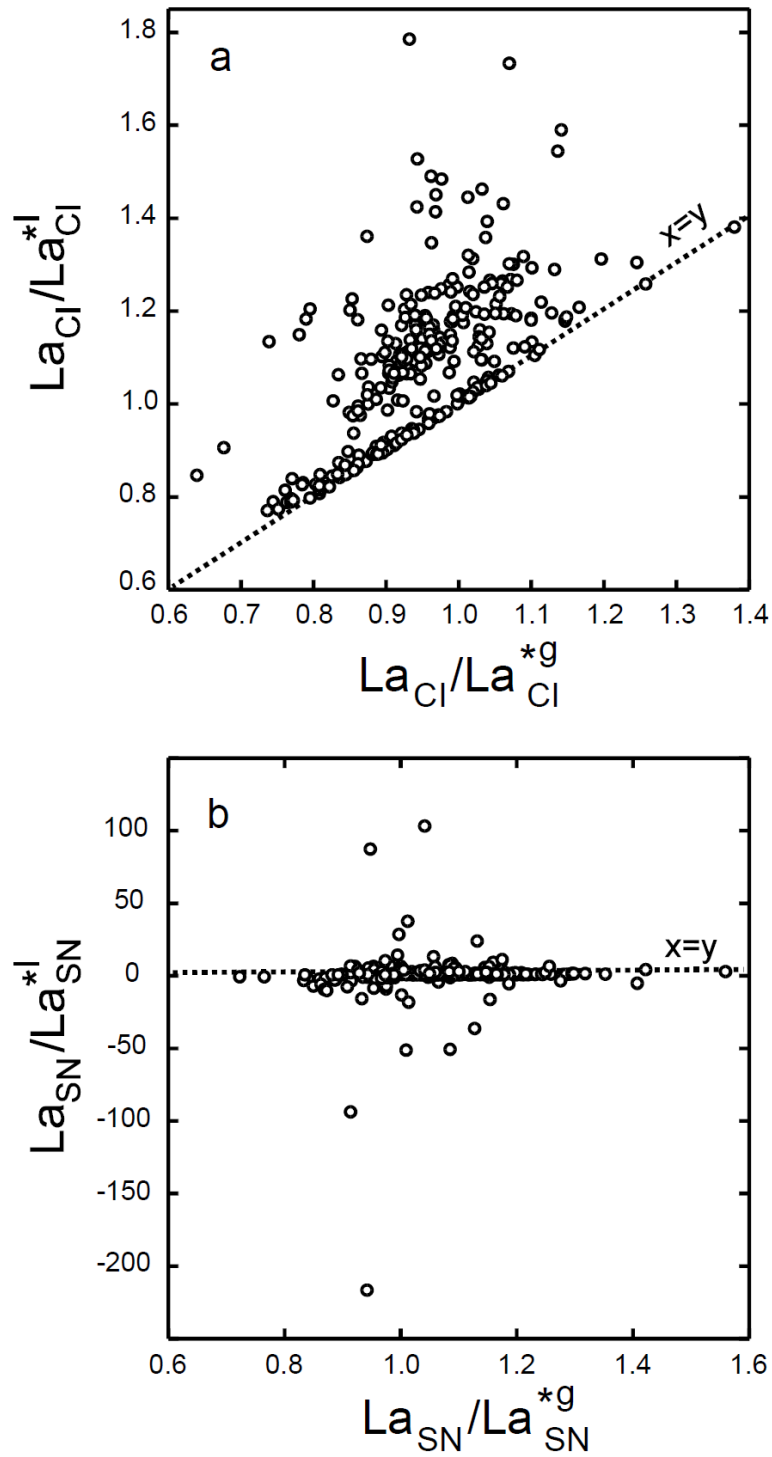 a
1.8
1.6
1.4
1.2
1.0
0.8
0.6
La_CI/La*l_CI
x=y
0.6 0.7 0.8 0.9 1.0 1.1 1.2 1.3 1.4
La_CI/La*g_CI
b
100
50
0
-50
-100
-150
-200
La_SN/La*l_SN
x=y
0.6 0.8 1.0 1.2 1.4 1.6
La_SN/La*g_SN